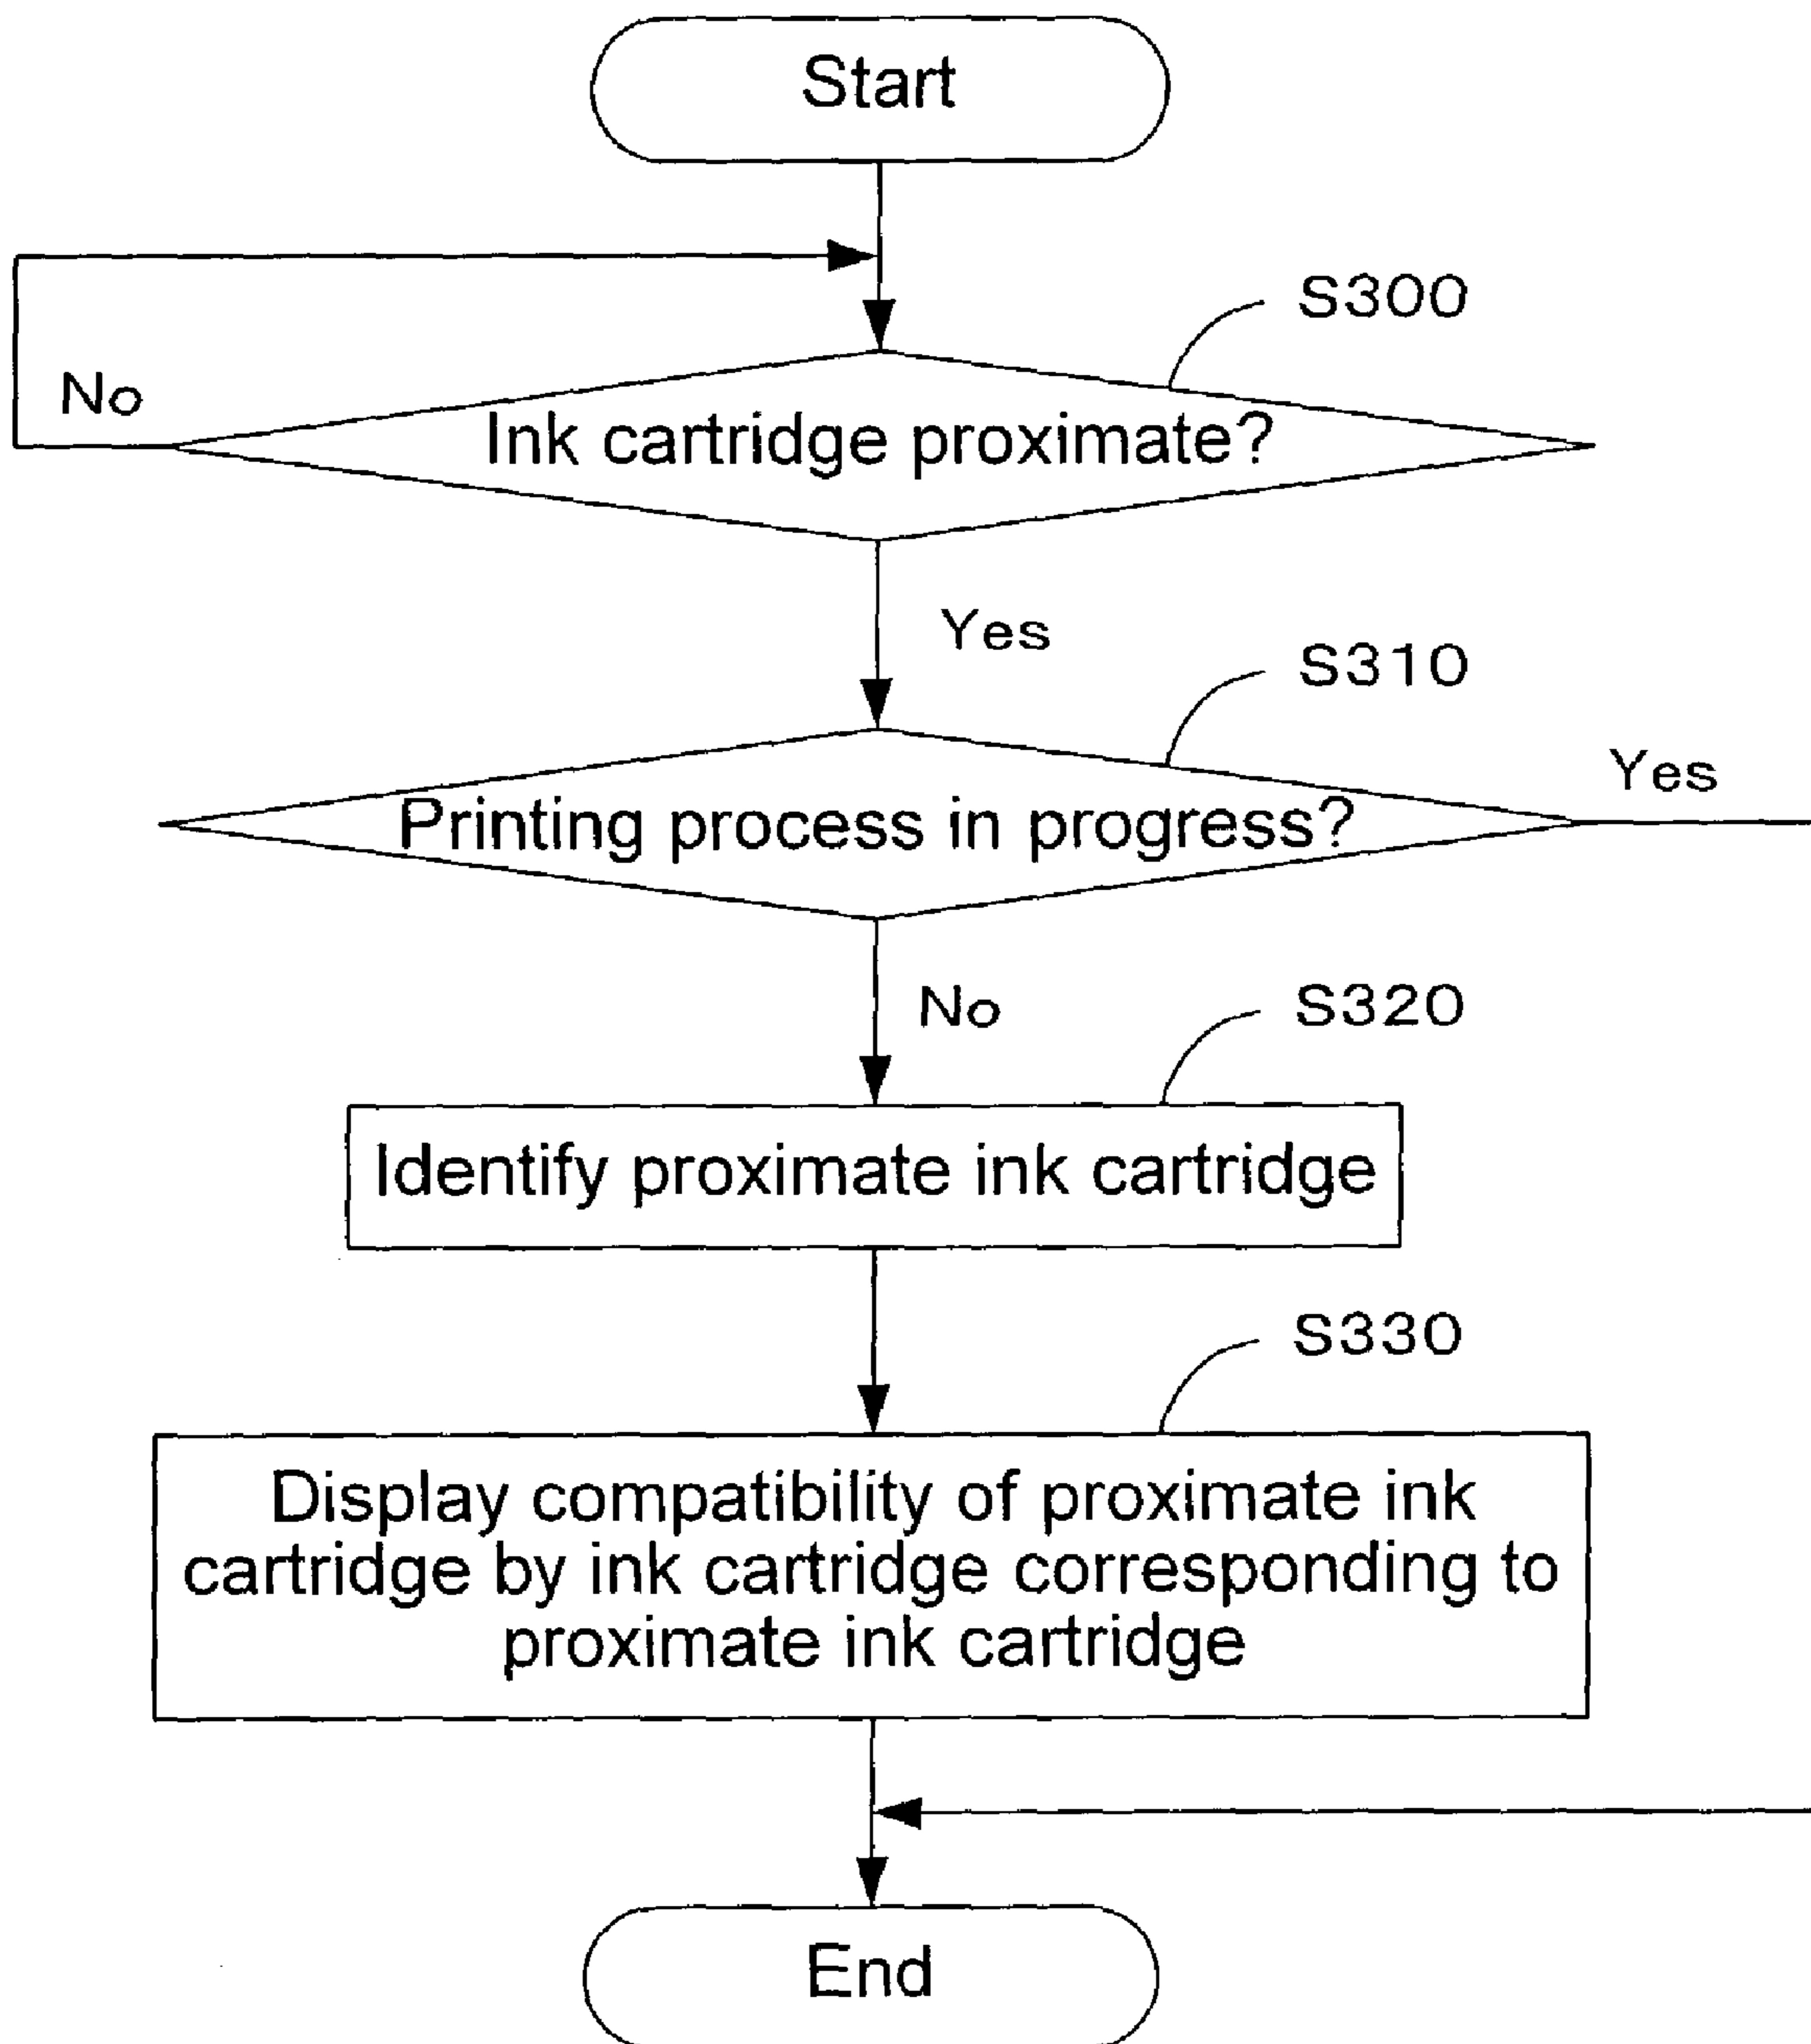 Start
S300
No
Ink cartridge proximate?
Yes
S310
Yes
Printing process in progress?
No
S320
Identify proximate ink cartridge
S330
Display compatibility of proximate ink
cartridge by ink cartridge corresponding to
proximate ink cartridge
End